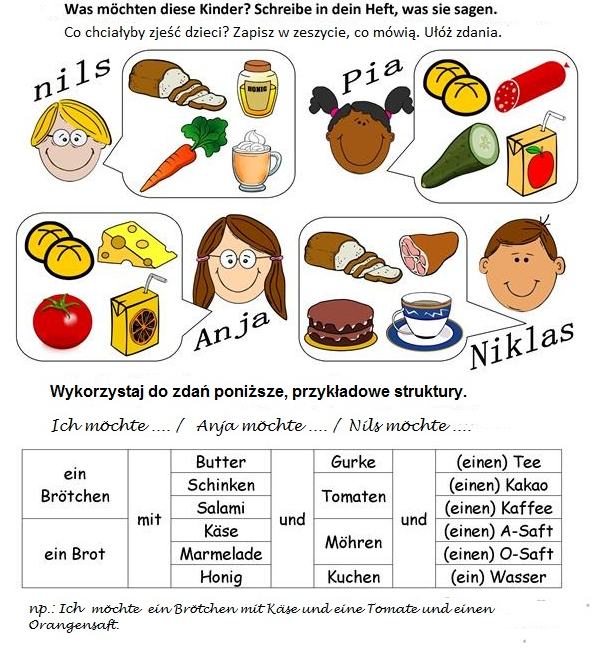 Was möchten diese Kinder? Schreibe in dein Heft, was sie sagen.
Co chciałyby zjeść dzieci? Zapisz w zeszycie, co mówią. Ułóż zdania.
nils
HONIG
Pia
Anja
Niklas
Wykorzystaj do zdań poniższe, przykładowe struktury.
Ich möchte .... / Anja möchte .... / Nils möchte ....
ein
Brötchen
ein Brot
mit
Butter
Schinken
Salami
Käse
Marmelade
Honig
und
Gurke
Tomaten
Möhren
Kuchen
und
(einen) Tee
(einen) Kakao
(einen) Kaffee
(einen) A-Saft
(einen) O-Saft
(ein) Wasser
np.: Ich möchte ein Brötchen mit Käse und eine Tomate und einen
Orangensaft.